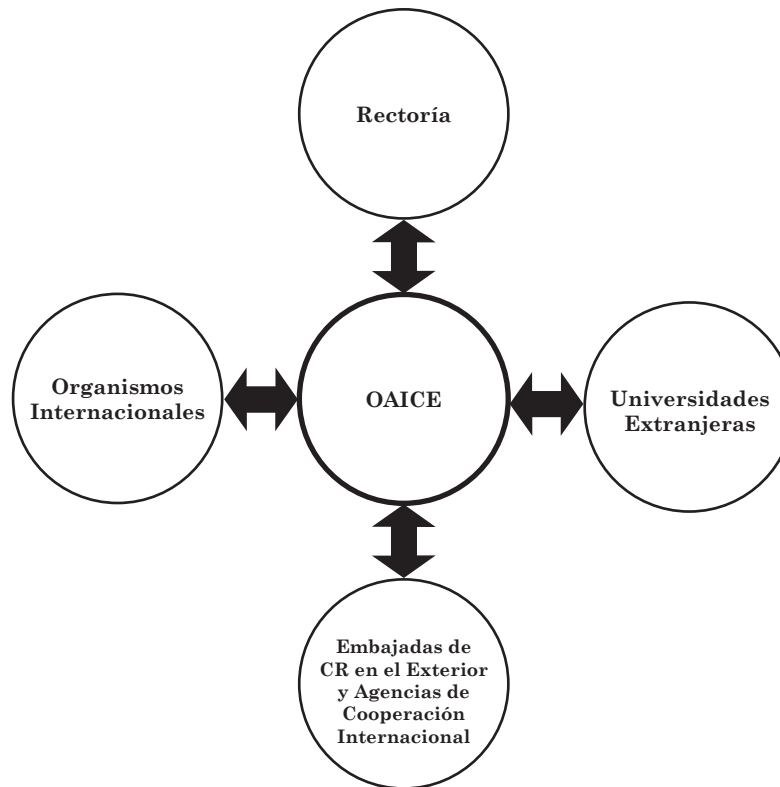 Rectoría
Organismos
Internacionales
OAICE
Universidades
Extranjeras
Embajadas de
CR en el Exterior
y Agencias de
Cooperación
Internacional